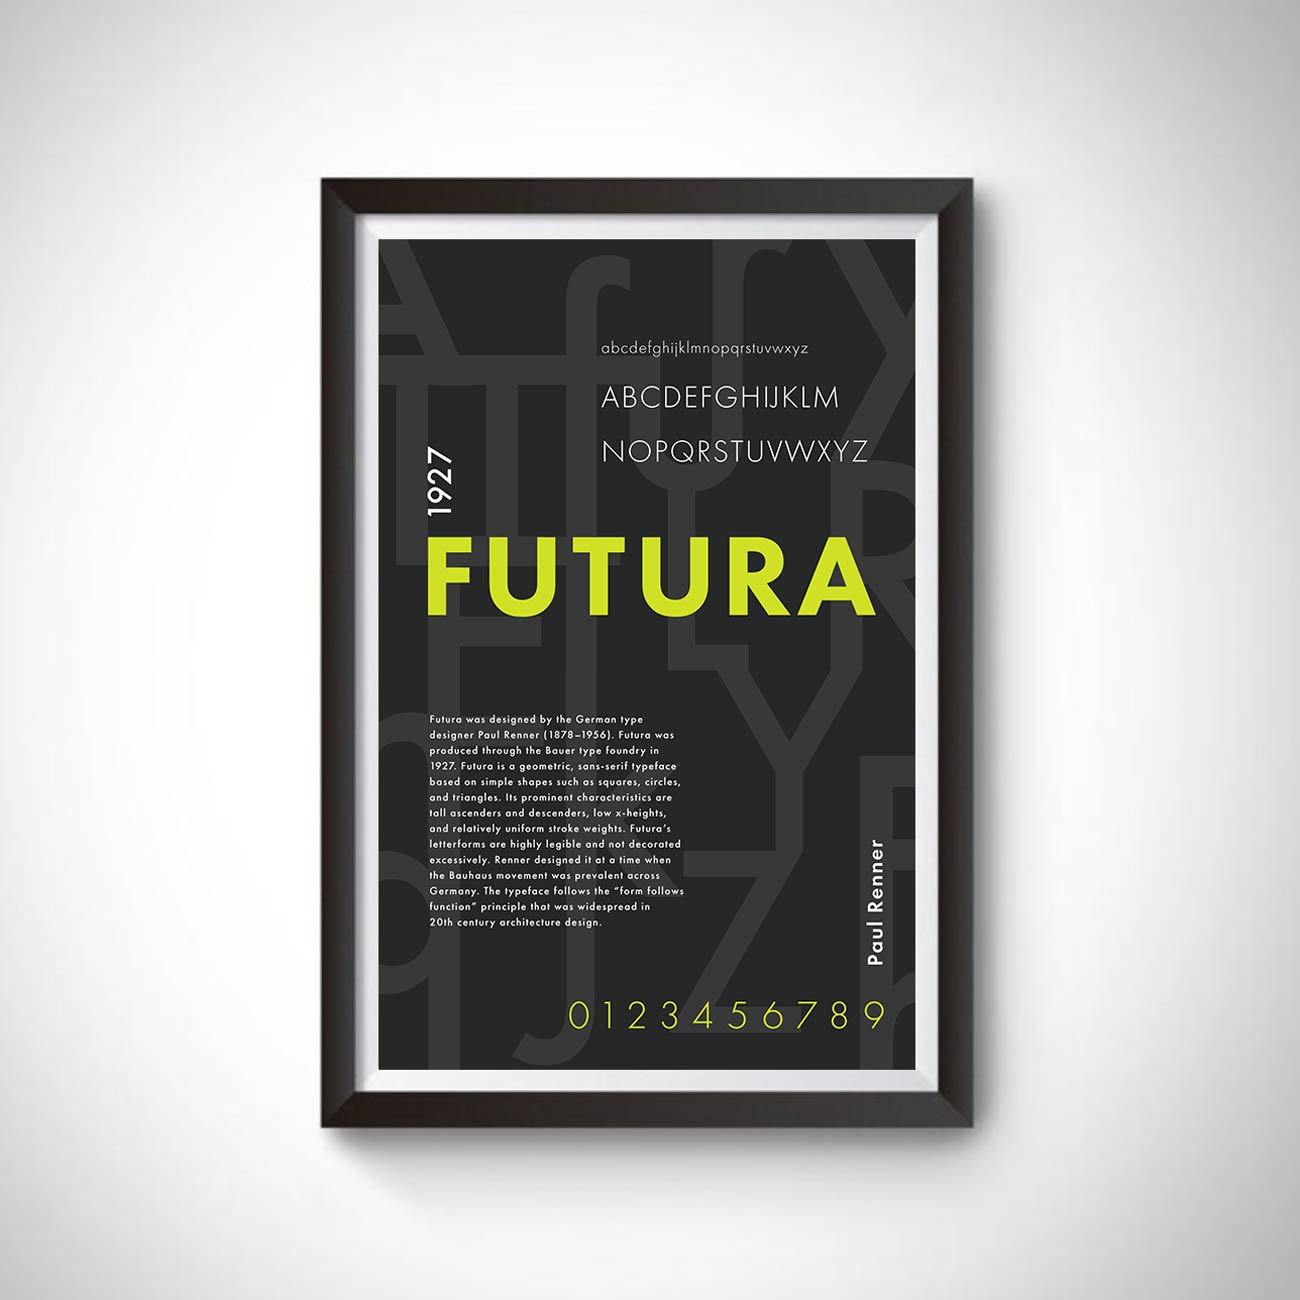 abcdefghijklmnopqrstuvwxyz
ABCDEFGHIJKLM
NOPQRSTUVWXYZ
1927
FUTURA
Futura was designed by the German type
designer Paul Renner (1878–1956). Futura was
produced through the Bauer type foundry in
1927. Futura is a geometric, sans-serif typeface
based on simple shapes such as squares, circles,
and triangles. Its prominent characteristics are
tall ascenders and descenders, low x-heights,
and relatively uniform stroke weights. Futura’s
letterforms are highly legible and not decorated
excessively. Renner designed it at a time when
the Bauhaus movement was prevalent across
Germany. The typeface follows the “form follows
function” principle that was widespread in
20th century architecture design.
Paul Renner
0123456789